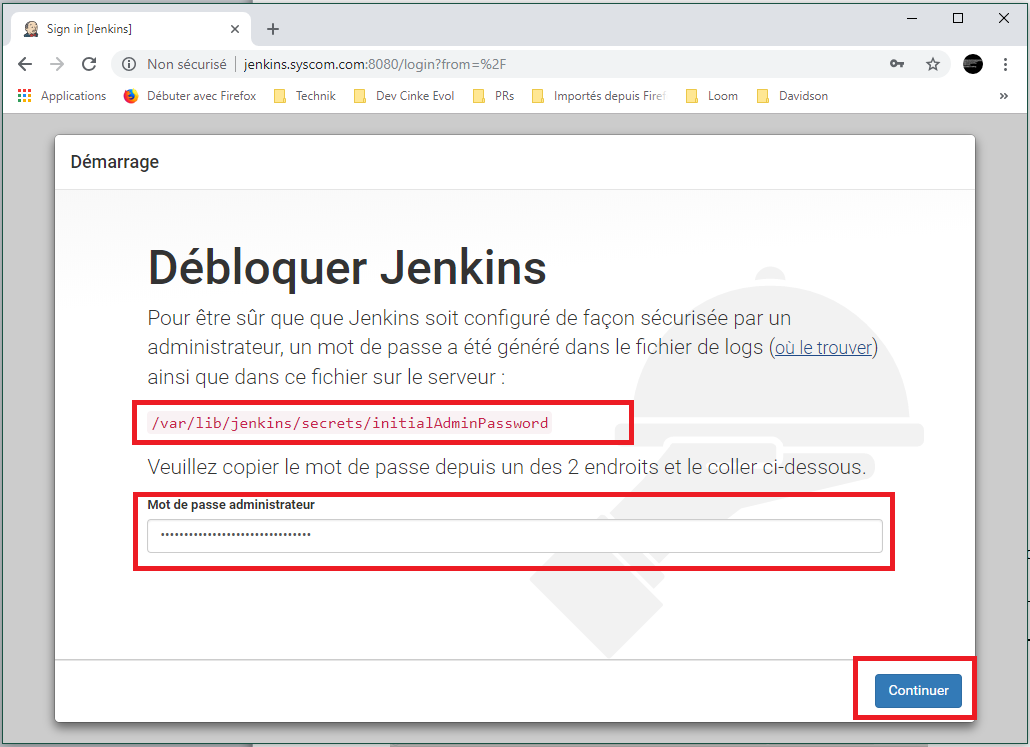 Sign in [Jenkins]
Non sécurisé | jenkins.syscom.com:8080/login?from=%2F
Applications Débuter avec Firefox Technik Dev Cinke Evol PRs Importés depuis Firef Loom Davidson »
Démarrage
Débloquer Jenkins
Pour être sûr que que Jenkins soit configuré de façon sécurisée par un
administrateur, un mot de passe a été généré dans le fichier de logs (où le trouver)
ainsi que dans ce fichier sur le serveur :
/var/lib/jenkins/secrets/initialAdminPassword
Veuillez copier le mot de passe depuis un des 2 endroits et le coller ci-dessous.
Mot de passe administrateur
••••••••••••••••••••••••••••••••
Continuer